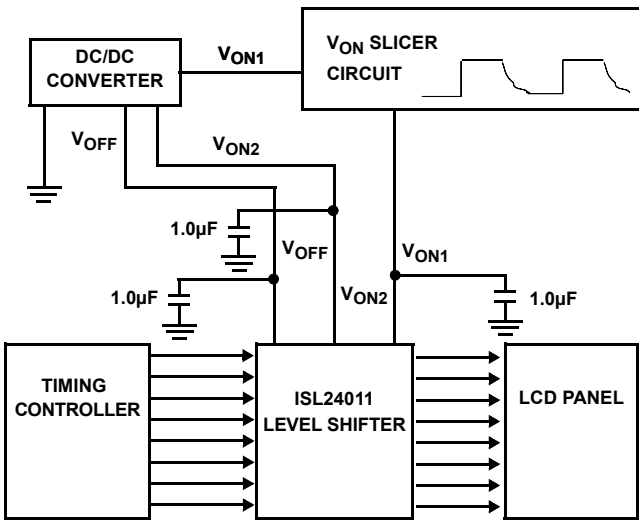 DC/DC
CONVERTER
VON1
VON SLICER
CIRCUIT
VOFF
VON2
1.0µF
VOFF
VON1
1.0µF
VON2
1.0µF
TIMING
CONTROLLER
ISL24011
LEVEL SHIFTER
LCD PANEL